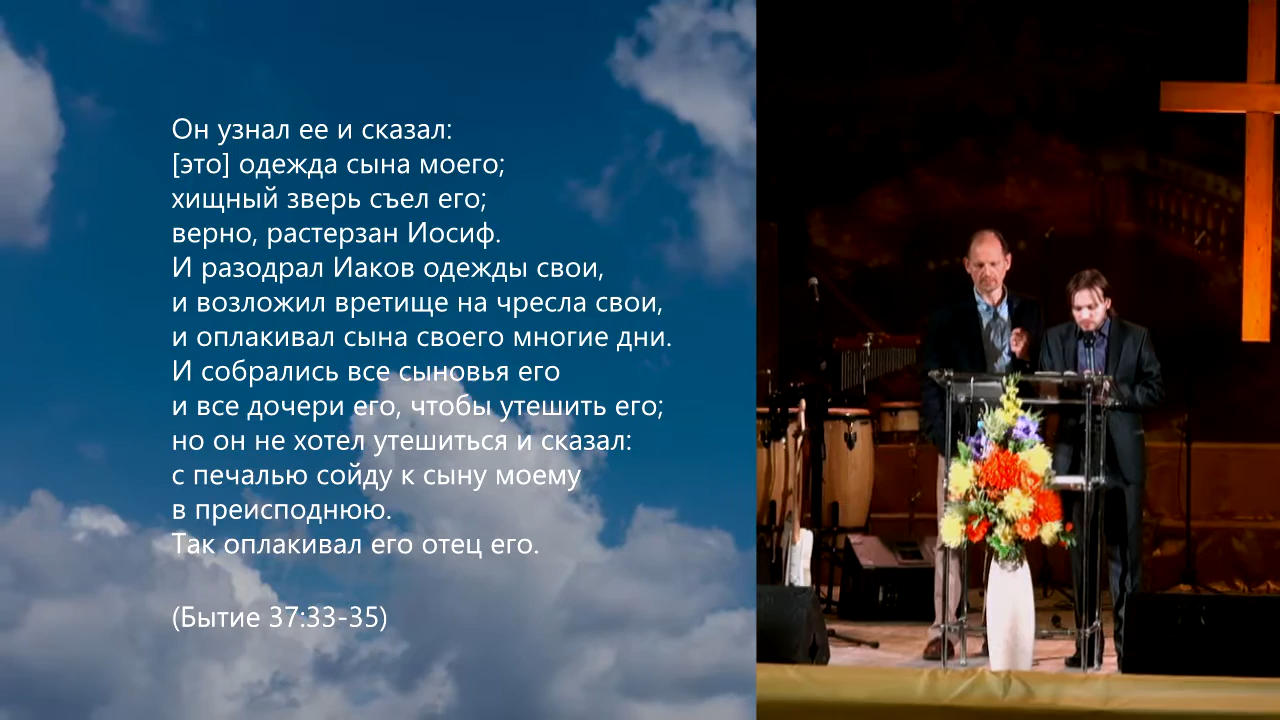 Он узнал ее и сказал:
[это] одежда сына моего;
хищный зверь съел его;
верно, растерзан Иосиф.
И разодрал Иаков одежды свои,
и возложил вретище на чресла свои,
и оплакивал сына своего многие дни.
И собрались все сыновья его
и все дочери его, чтобы утешить его;
но он не хотел утешиться и сказал:
с печалью сойду к сыну моему
в преисподнюю.
Так оплакивал его отец его.
(Бытие 37:33-35)